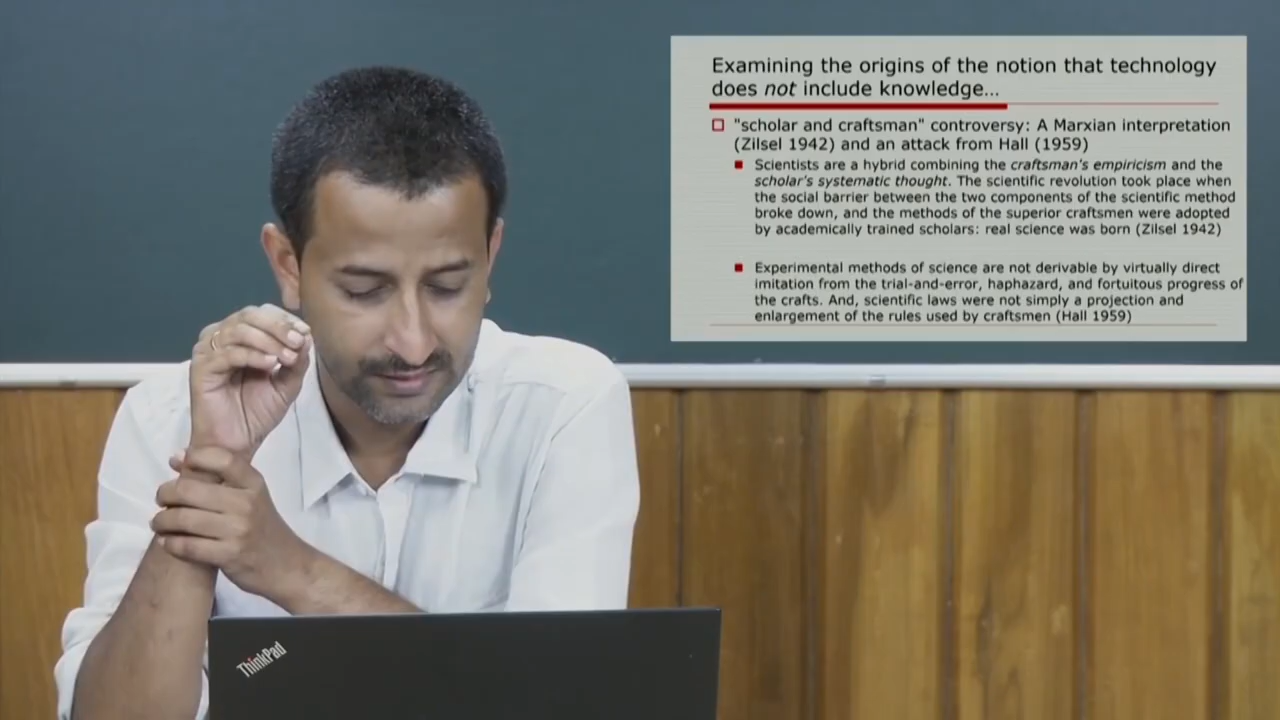 Examining the origins of the notion that technology
does not include knowledge...
"scholar and craftsman" controversy: A Marxian interpretation
(Zilsel 1942) and an attack from Hall (1959)
Scientists are a hybrid combining the craftsman's empiricism and the
scholar's systematic thought. The scientific revolution took place when
the social barrier between the two components of the scientific method
broke down, and the methods of the superior craftsmen were adopted
by academically trained scholars: real science was born (Zilsel 1942)
Experimental methods of science are not derivable by virtually direct
imitation from the trial-and-error, haphazard, and fortuitous progress of
the crafts. And, scientific laws were not simply a projection and
enlargement of the rules used by craftsmen (Hall 1959)
ThinkPad